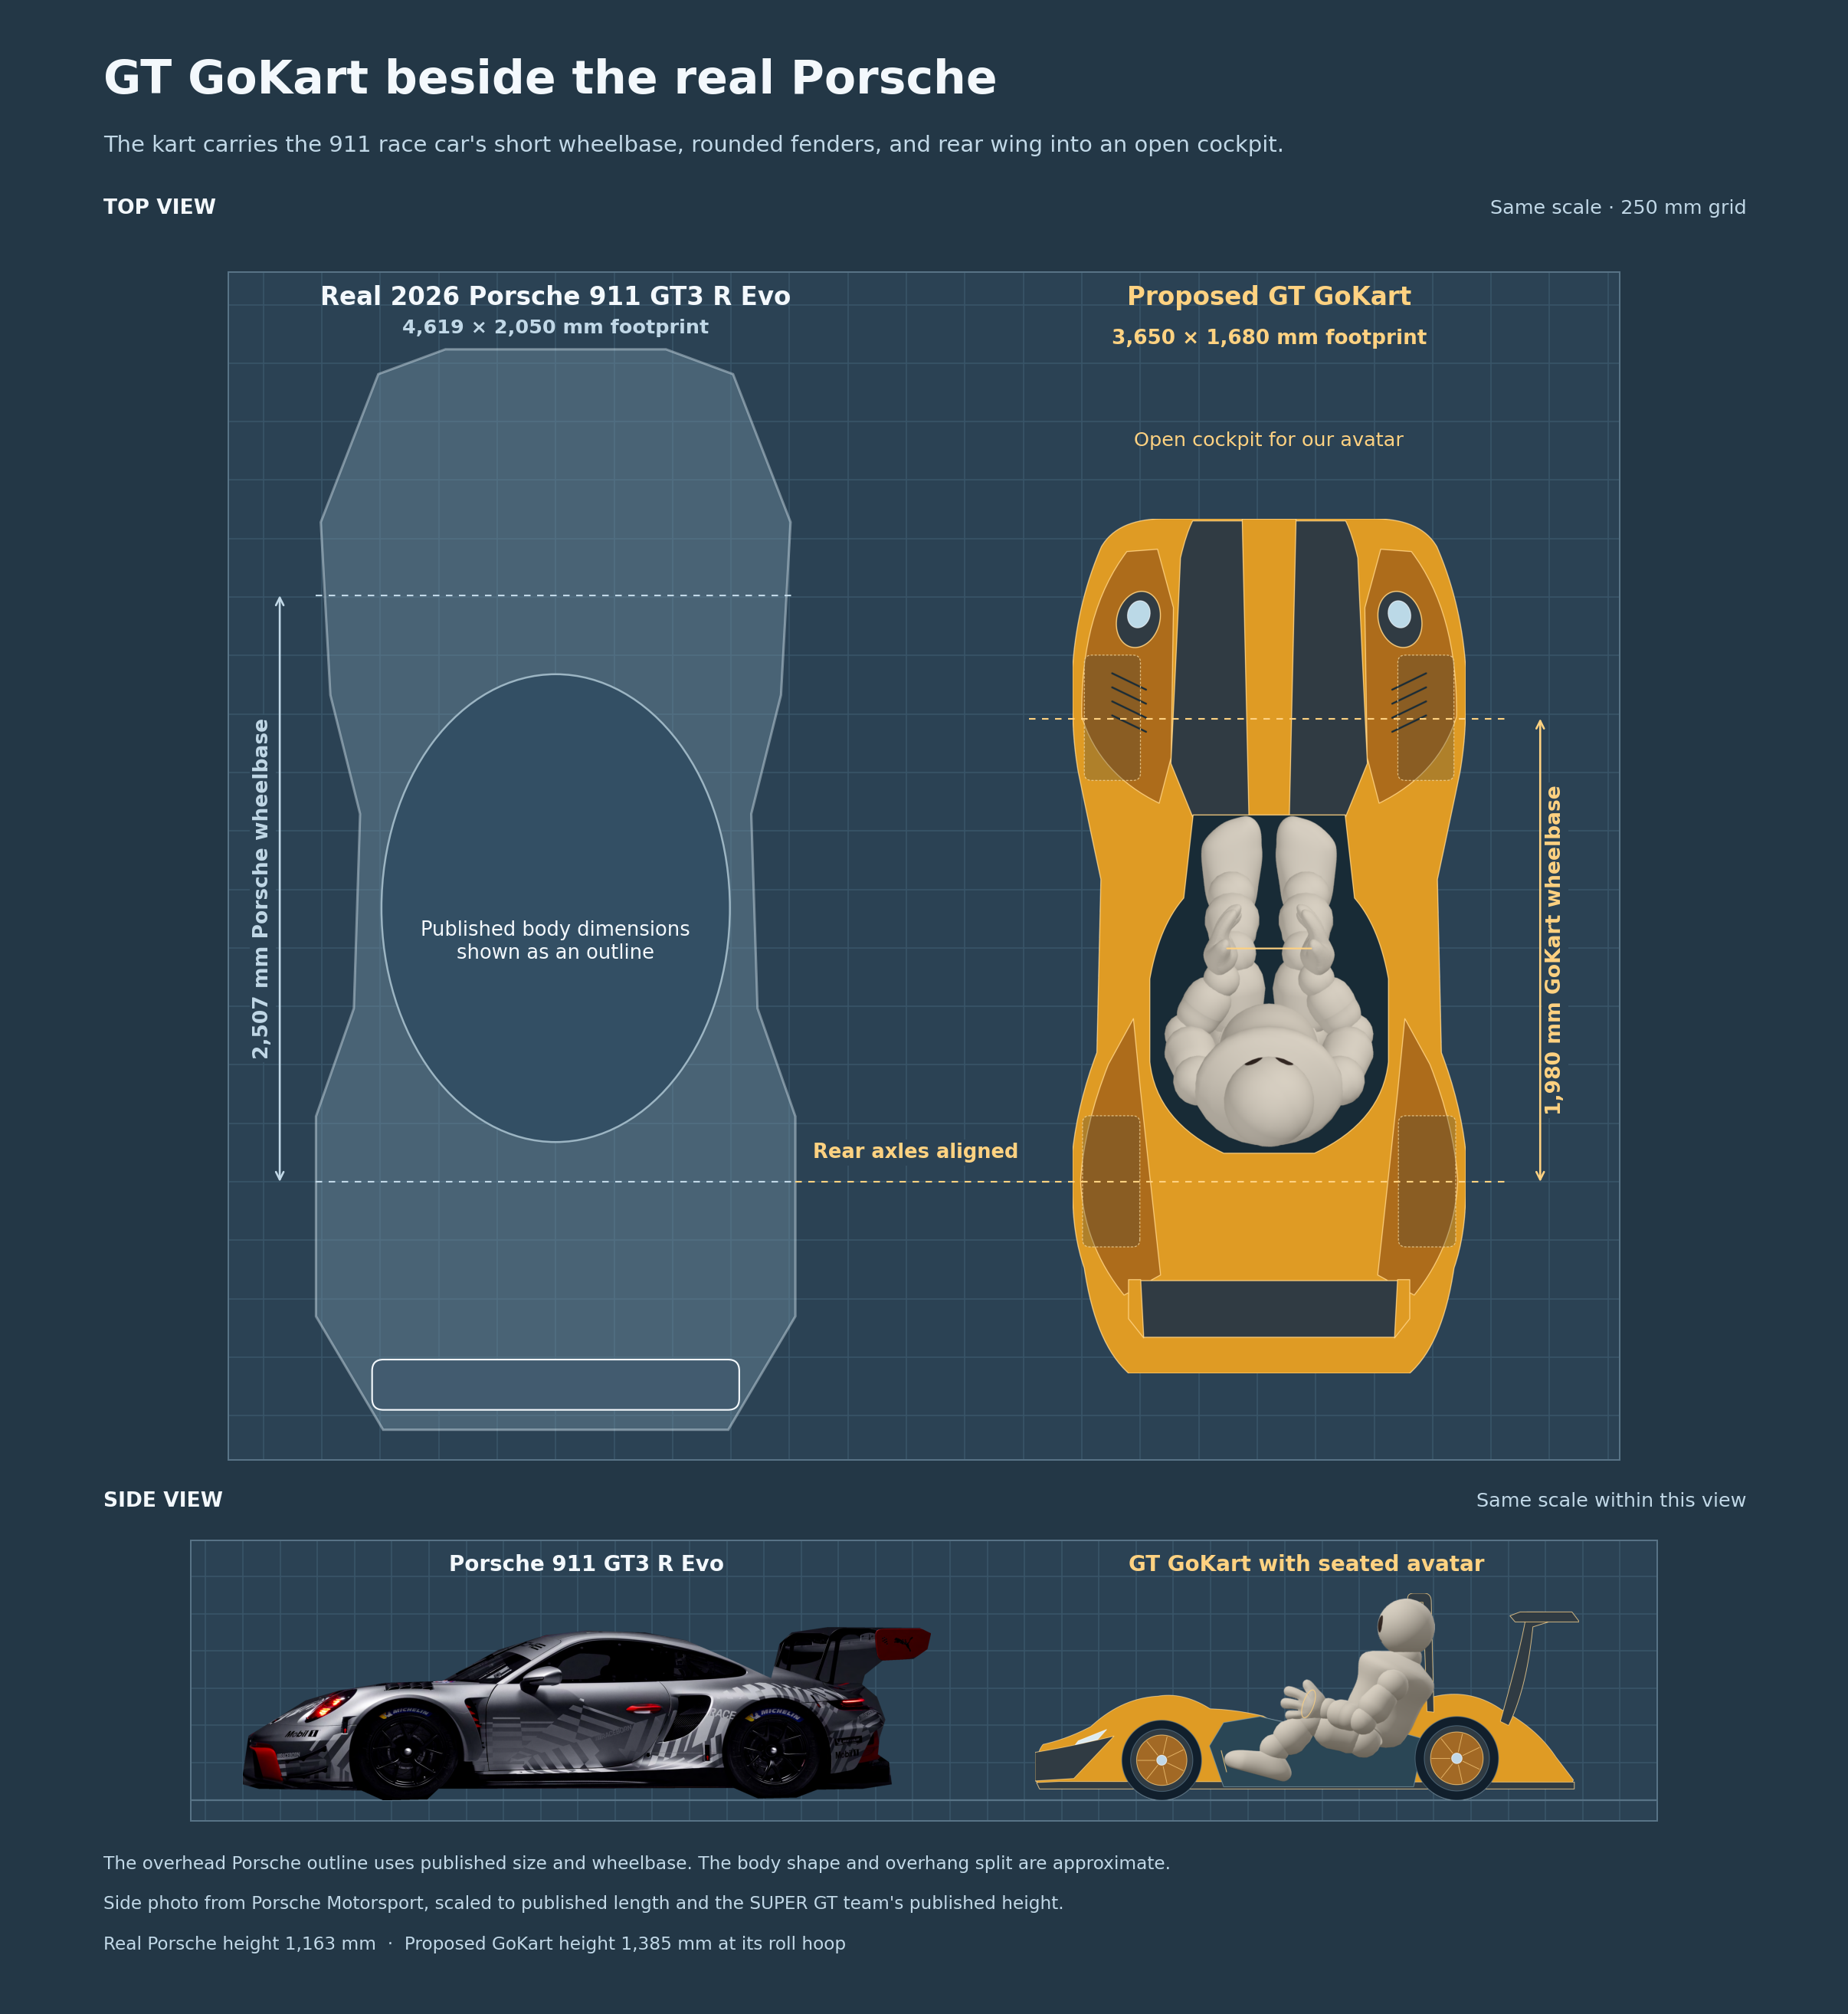 GT GoKart beside the real Porsche
The kart carries the 911 race car's short wheelbase, rounded fenders, and rear wing into an open cockpit.
TOP VIEW
Same scale · 250 mm grid
Real 2026 Porsche 911 GT3 R Evo
4,619 × 2,050 mm footprint
Proposed GT GoKart
3,650 × 1,680 mm footprint
Open cockpit for our avatar
2,507 mm Porsche wheelbase
Published body dimensions
shown as an outline
1,980 mm GoKart wheelbase
Rear axles aligned
SIDE VIEW
Same scale within this view
Porsche 911 GT3 R Evo
GT GoKart with seated avatar
MICHELIN
MICHELIN
Mobil 1
The overhead Porsche outline uses published size and wheelbase. The body shape and overhang split are approximate.
Side photo from Porsche Motorsport, scaled to published length and the SUPER GT team's published height.
Real Porsche height 1,163 mm · Proposed GoKart height 1,385 mm at its roll hoop